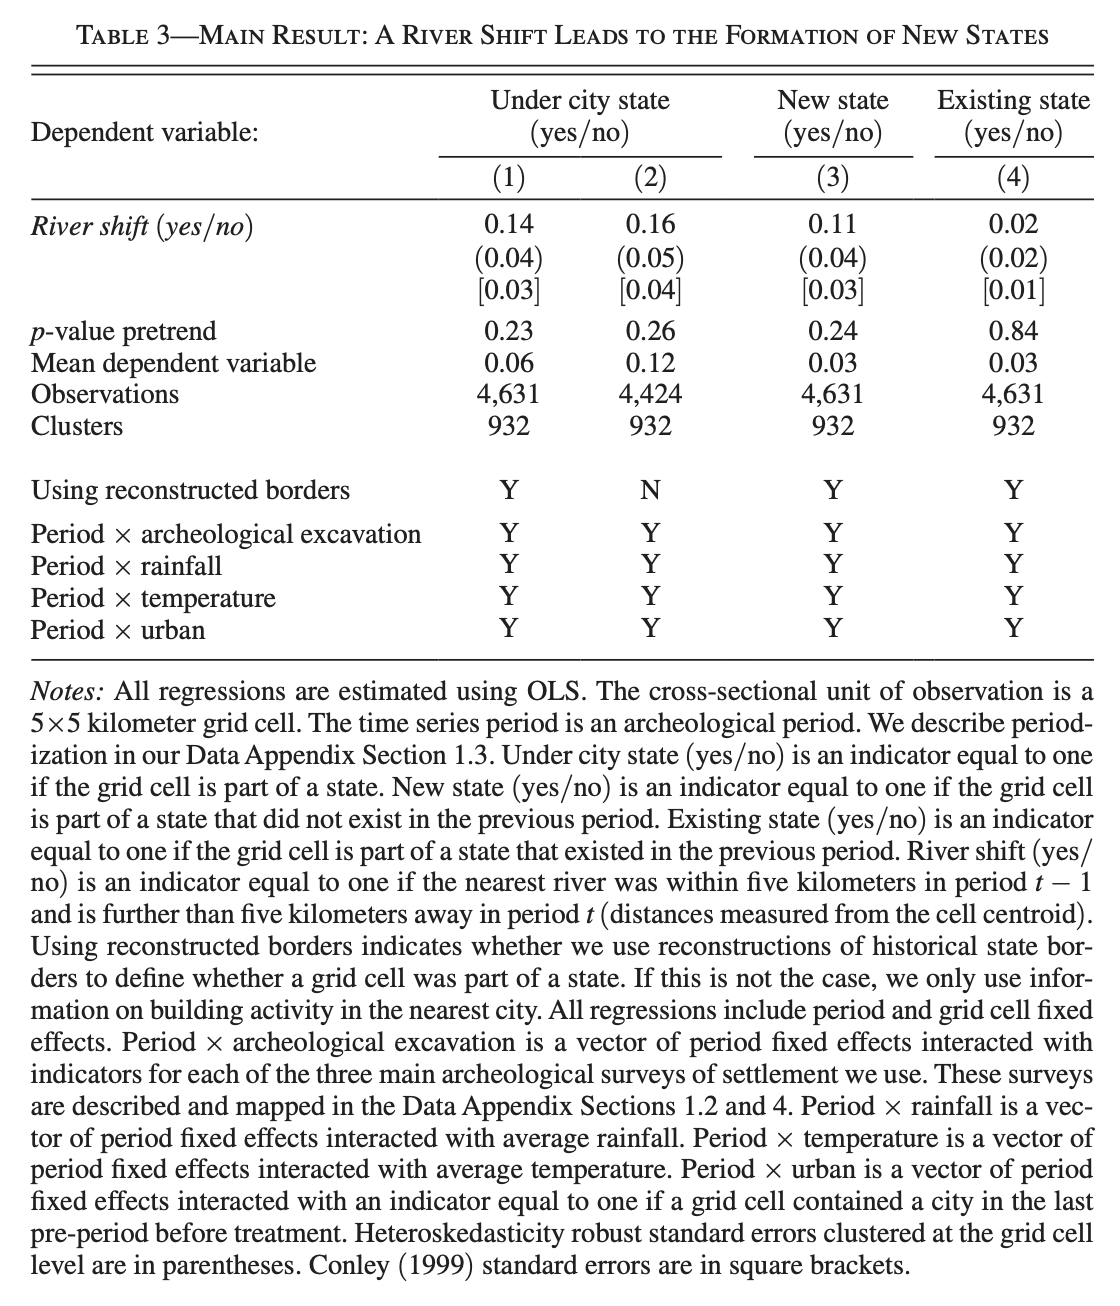 TABLE 3—MAIN RESULT: A RIVER SHIFT LEADS TO THE FORMATION OF NEW STATES
Under city state New state Existing state
Dependent variable: (yes/no) (yes/no) (yes/no)
(1) (2) (3) (4)
River shift (yes/no) 0.14 0.16 0.11 0.02
(0.04) (0.05) (0.04) (0.02)
[0.03] [0.04] [0.03] [0.01]
p-value pretrend 0.23 0.26 0.24 0.84
Mean dependent variable 0.06 0.12 0.03 0.03
Observations 4,631 4,424 4,631 4,631
Clusters 932 932 932 932
Using reconstructed borders Y N Y Y
Period × archeological excavation Y Y Y Y
Period × rainfall Y Y Y Y
Period × temperature Y Y Y Y
Period × urban Y Y Y Y
Notes: All regressions are estimated using OLS. The cross-sectional unit of observation is a
5×5 kilometer grid cell. The time series period is an archeological period. We describe period-
ization in our Data Appendix Section 1.3. Under city state (yes/no) is an indicator equal to one
if the grid cell is part of a state. New state (yes/no) is an indicator equal to one if the grid cell
is part of a state that did not exist in the previous period. Existing state (yes/no) is an indicator
equal to one if the grid cell is part of a state that existed in the previous period. River shift (yes/
no) is an indicator equal to one if the nearest river was within five kilometers in period t − 1
and is further than five kilometers away in period t (distances measured from the cell centroid).
Using reconstructed borders indicates whether we use reconstructions of historical state bor-
ders to define whether a grid cell was part of a state. If this is not the case, we only use infor-
mation on building activity in the nearest city. All regressions include period and grid cell fixed
effects. Period × archeological excavation is a vector of period fixed effects interacted with
indicators for each of the three main archeological surveys of settlement we use. These surveys
are described and mapped in the Data Appendix Sections 1.2 and 4. Period × rainfall is a vec-
tor of period fixed effects interacted with average rainfall. Period × temperature is a vector of
period fixed effects interacted with average temperature. Period × urban is a vector of period
fixed effects interacted with an indicator equal to one if a grid cell contained a city in the last
pre-period before treatment. Heteroskedasticity robust standard errors clustered at the grid cell
level are in parentheses. Conley (1999) standard errors are in square brackets.